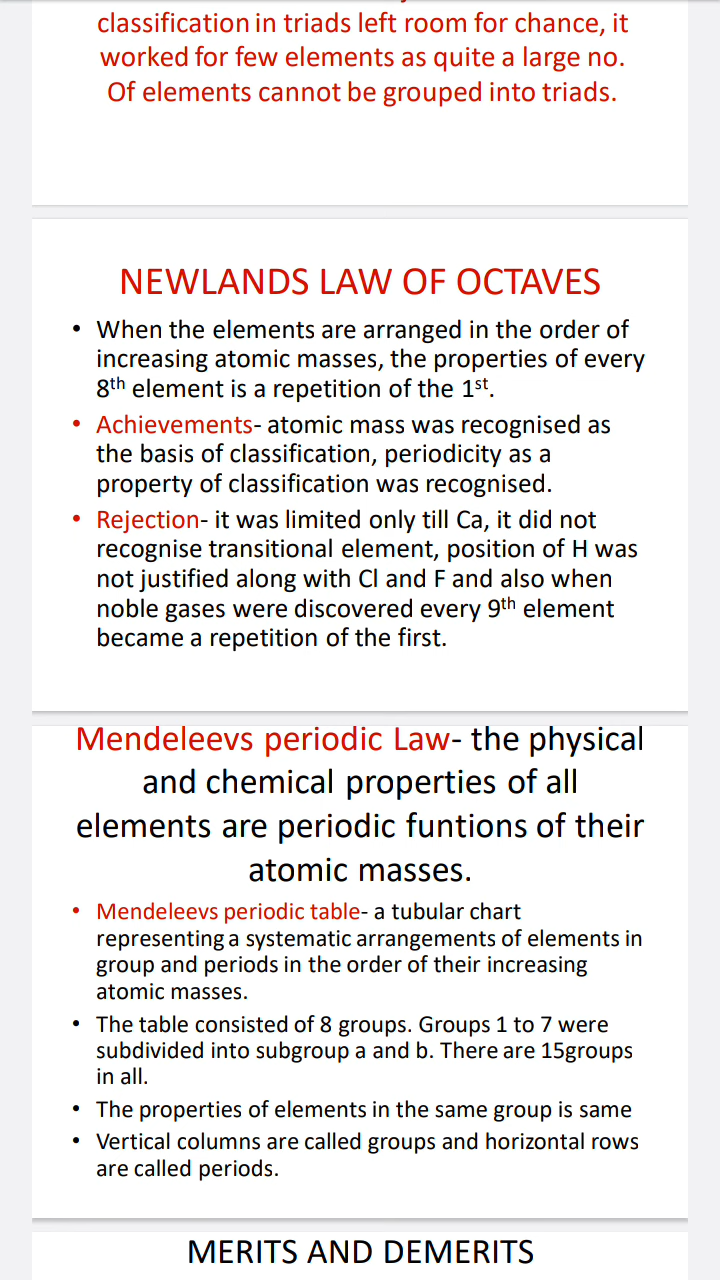 classification in triads left room for chance, it
worked for few elements as quite a large no.
Of elements cannot be grouped into triads.
NEWLANDS LAW OF OCTAVES
• When the elements are arranged in the order of
increasing atomic masses, the properties of every
8th element is a repetition of the 1st.
• Achievements- atomic mass was recognised as
the basis of classification, periodicity as a
property of classification was recognised.
• Rejection- it was limited only till Ca, it did not
recognise transitional element, position of H was
not justified along with Cl and F and also when
noble gases were discovered every 9th element
became a repetition of the first.
Mendeleevs periodic Law- the physical
and chemical properties of all
elements are periodic funtions of their
atomic masses.
• Mendeleevs periodic table- a tubular chart
representing a systematic arrangements of elements in
group and periods in the order of their increasing
atomic masses.
• The table consisted of 8 groups. Groups 1 to 7 were
subdivided into subgroup a and b. There are 15groups
in all.
• The properties of elements in the same group is same
• Vertical columns are called groups and horizontal rows
are called periods.
MERITS AND DEMERITS